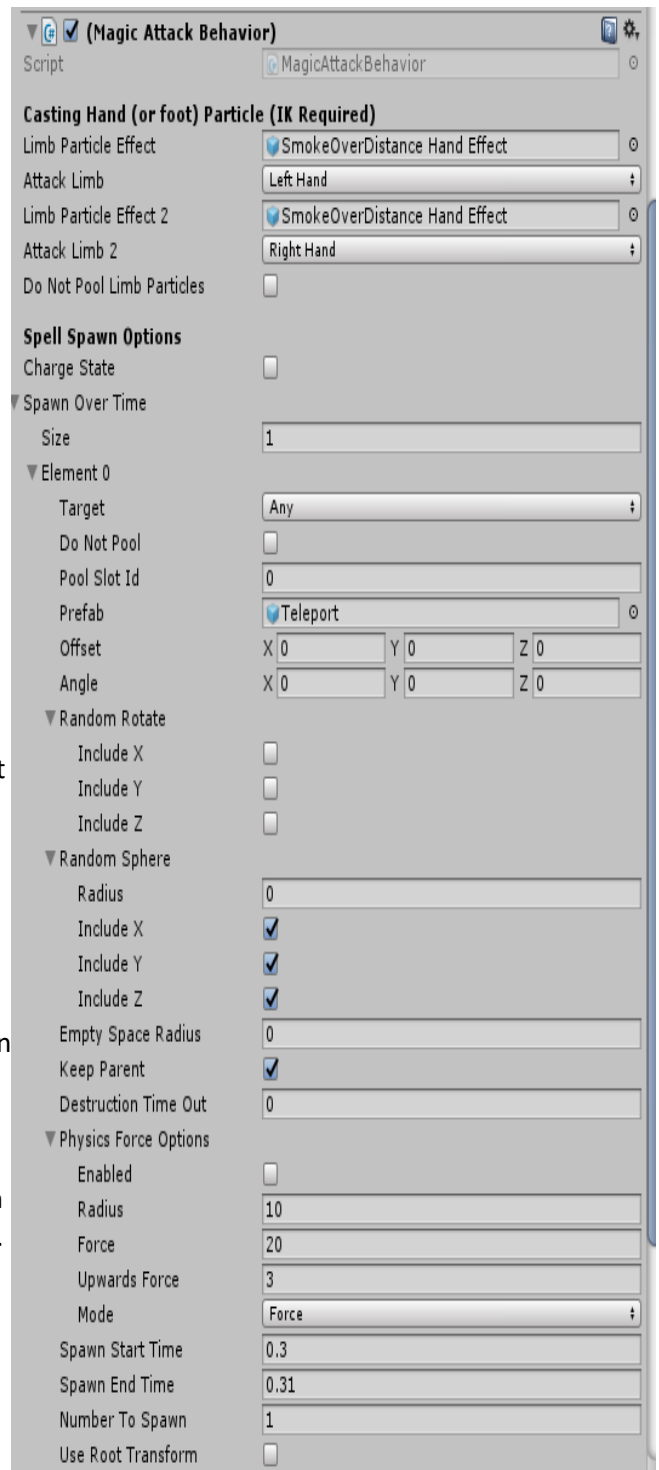 (Magic Attack Behavior)
Script MagicAttackBehavior
Casting Hand (or foot) Particle (IK Required)
Limb Particle Effect SmokeOverDistance Hand Effect
Attack Limb Left Hand
Limb Particle Effect 2 SmokeOverDistance Hand Effect
Attack Limb 2 Right Hand
Do Not Pool Limb Particles
Spell Spawn Options
Charge State
Spawn Over Time
Size 1
Element 0
Target Any
Do Not Pool
Pool Slot Id 0
Prefab Teleport
Offset X 0 Y 0 Z 0
Angle X 0 Y 0 Z 0
Random Rotate
Include X
Include Y
Include Z
Random Sphere
Radius 0
Include X
Include Y
Include Z
Empty Space Radius 0
Keep Parent
Destruction Time Out 0
Physics Force Options
Enabled
Radius 10
Force 20
Upwards Force 3
Mode Force
Spawn Start Time 0.3
Spawn End Time 0.31
Number To Spawn 1
Use Root Transform